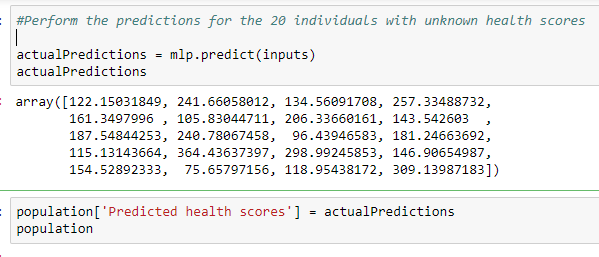 #Perform the predictions for the 20 individuals with unknown health scores
actualPredictions = mlp.predict(inputs)
actualPredictions
array([122.15031849, 241.66058012, 134.56091708, 257.33488732,
161.3497996 , 105.83044711, 206.33660161, 143.542603  ,
187.54844253, 240.78067458,  96.43946583, 181.24663692,
115.13143664, 364.43637397, 298.99245853, 146.90654987,
154.52892333,  75.65797156, 118.95438172, 309.13987183])
population['Predicted health scores'] = actualPredictions
population